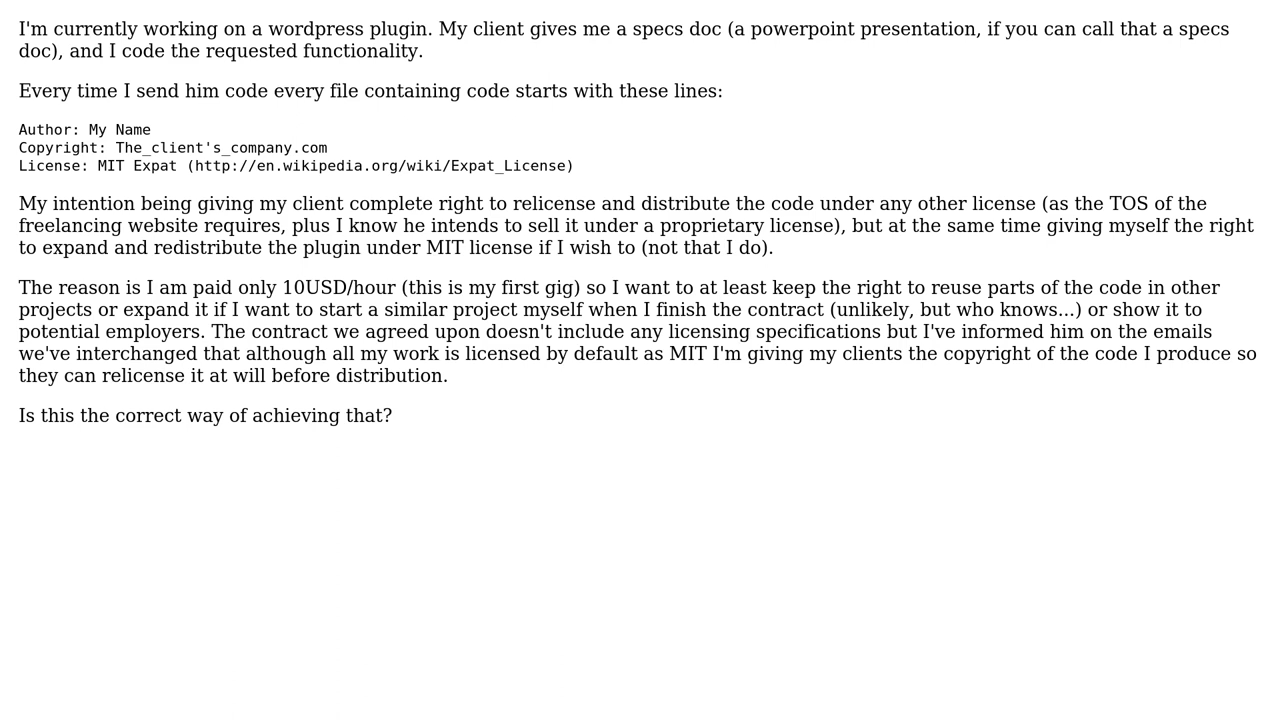 I'm currently working on a wordpress plugin. My client gives me a specs doc (a powerpoint presentation, if you can call that a specs
doc), and I code the requested functionality.
Every time I send him code every file containing code starts with these lines:
Author: My Name
Copyright: The_client's_company.com
License: MIT Expat (http://en.wikipedia.org/wiki/Expat_License)
My intention being giving my client complete right to relicense and distribute the code under any other license (as the TOS of the
freelancing website requires, plus I know he intends to sell it under a proprietary license), but at the same time giving myself the right
to expand and redistribute the plugin under MIT license if I wish to (not that I do).
The reason is I am paid only 10USD/hour (this is my first gig) so I want to at least keep the right to reuse parts of the code in other
projects or expand it if I want to start a similar project myself when I finish the contract (unlikely, but who knows...) or show it to
potential employers. The contract we agreed upon doesn't include any licensing specifications but I've informed him on the emails
we've interchanged that although all my work is licensed by default as MIT I'm giving my clients the copyright of the code I produce so
they can relicense it at will before distribution.
Is this the correct way of achieving that?